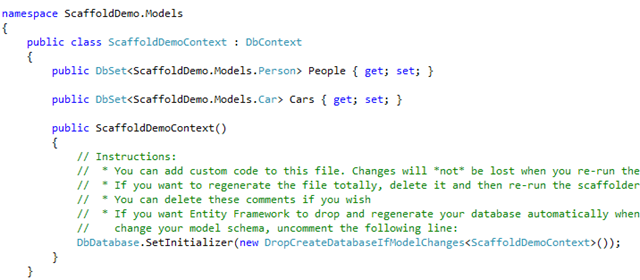 namespace ScaffoldDemo.Models
{
public class ScaffoldDemoContext : DbContext
{
public DbSet<ScaffoldDemo.Models.Person> People { get; set; }
public DbSet<ScaffoldDemo.Models.Car> Cars { get; set; }
public ScaffoldDemoContext()
{
// Instructions:
// * You can add custom code to this file. Changes will *not* be lost when you re-run the
// * If you want to regenerate the file totally, delete it and then re-run the scaffolder
// * You can delete these comments if you wish
// * If you want Entity Framework to drop and regenerate your database automatically when
// change your model schema, uncomment the following line:
DbDatabase.SetInitializer(new DropCreateDatabaseIfModelChanges<ScaffoldDemoContext>());
}
}
}